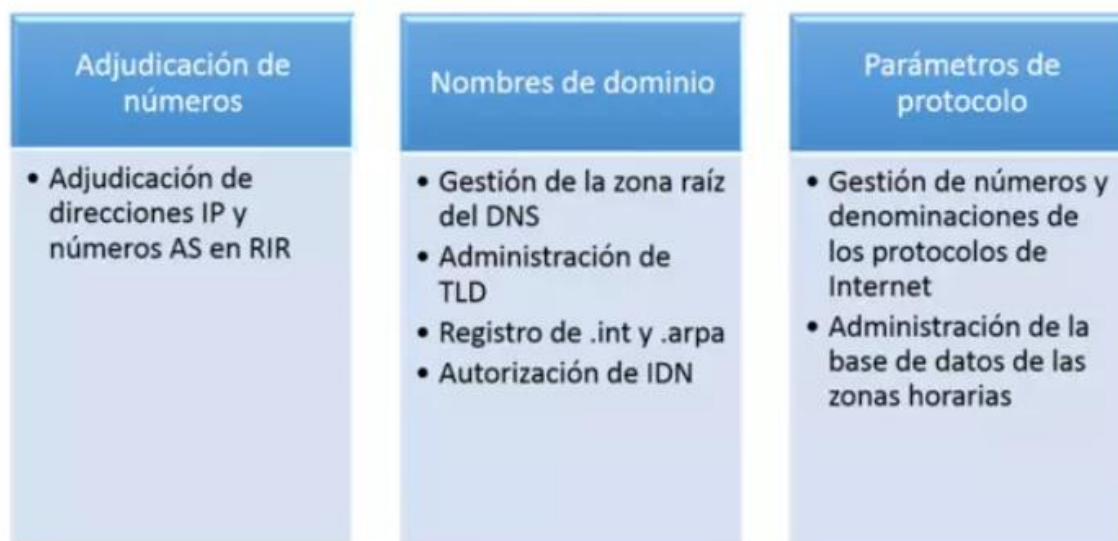 Adjudicación de
números
• Adjudicación de
direcciones IP y
números AS en RIR
Nombres de dominio
• Gestión de la zona raíz
del DNS
• Administración de
TLD
• Registro de .int y .arpa
• Autorización de IDN
Parámetros de
protocolo
• Gestión de números y
denominaciones de
los protocolos de
Internet
• Administración de la
base de datos de las
zonas horarias